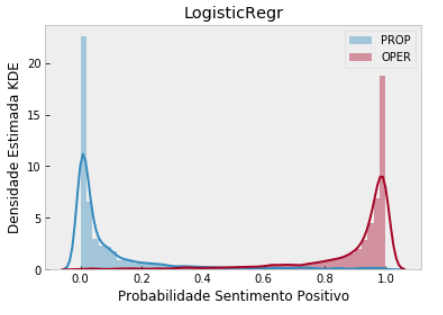 LogisticRegr
PROP
OPER
Densidade Estimada KDE
20
15
10
5
0
0.0 0.2 0.4 0.6 0.8 1.0
Probabilidade Sentimento Positivo